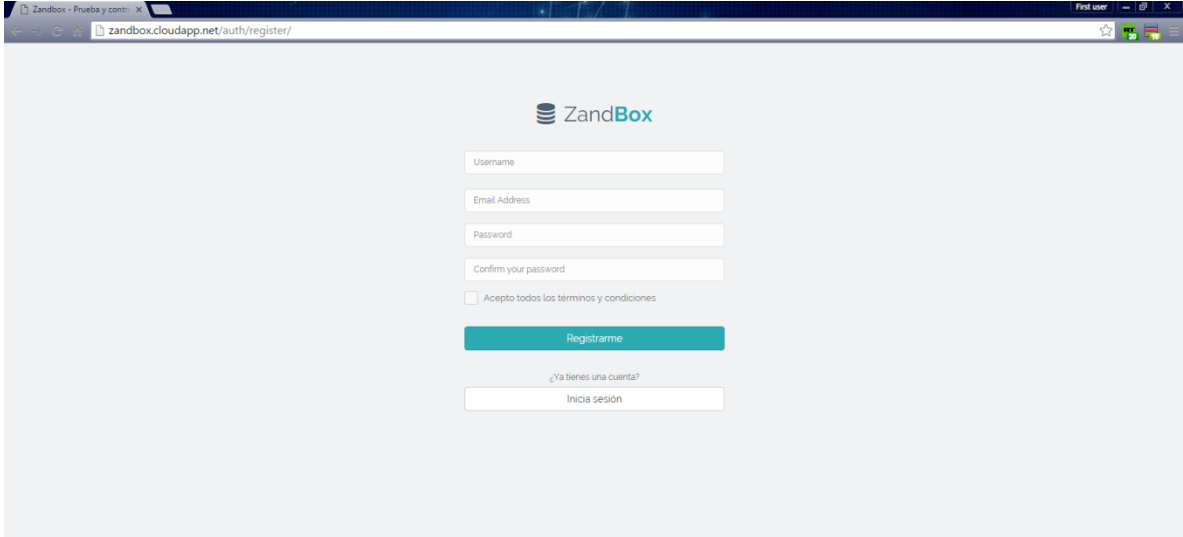 Zandbox - Prueba y contri
First user
zandbox.cloudapp.net/auth/register/
ZandBox
Username
Email Address
Password
Confirm your password
Acepto todos los términos y condiciones
Registrarme
¿Ya tienes una cuenta?
Inicia sesión